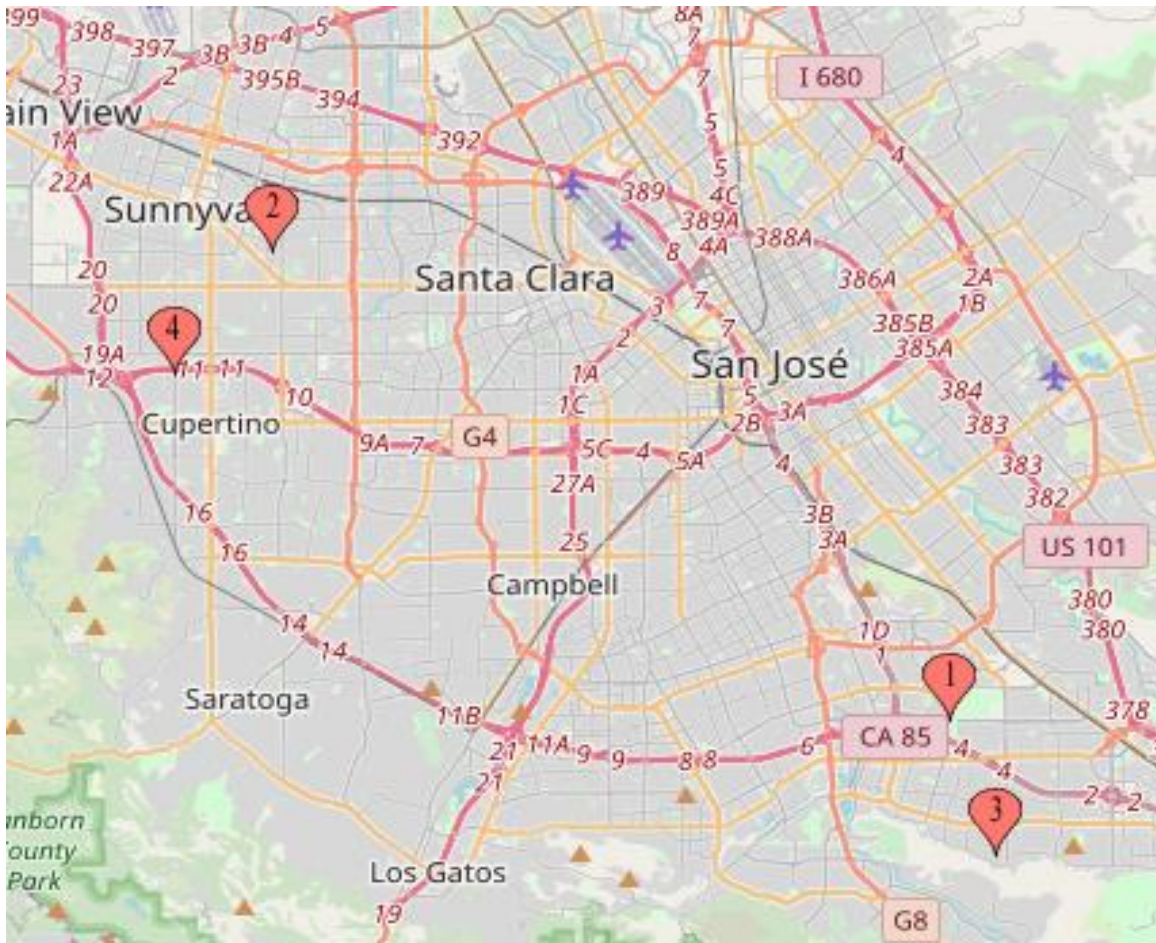 399
398
397
3B
3B
4
5
8A
7
7
I 680
23
2
395B
394
392
ain View
1A
22A
5
5
4C
4
389
389A
4A
388A
Sunnyva
2
8
386A
2A
1B
20
20
Santa Clara
3
7
7
2
385B
385A
4
19A
12
11
11
10
1A
1C
San José
5
2B
3A
384
383
383
382
Cupertino
9A
7
G4
5C
4
5A
4
27A
25
16
16
3B
3A
US 101
Campbell
380
380
14
14
1D
1
1
Saratoga
11B
21
21
11A
9
9
8
8
6
CA 85
4
4
2
2
378
3
anborn
County
Park
Los Gatos
19
G8